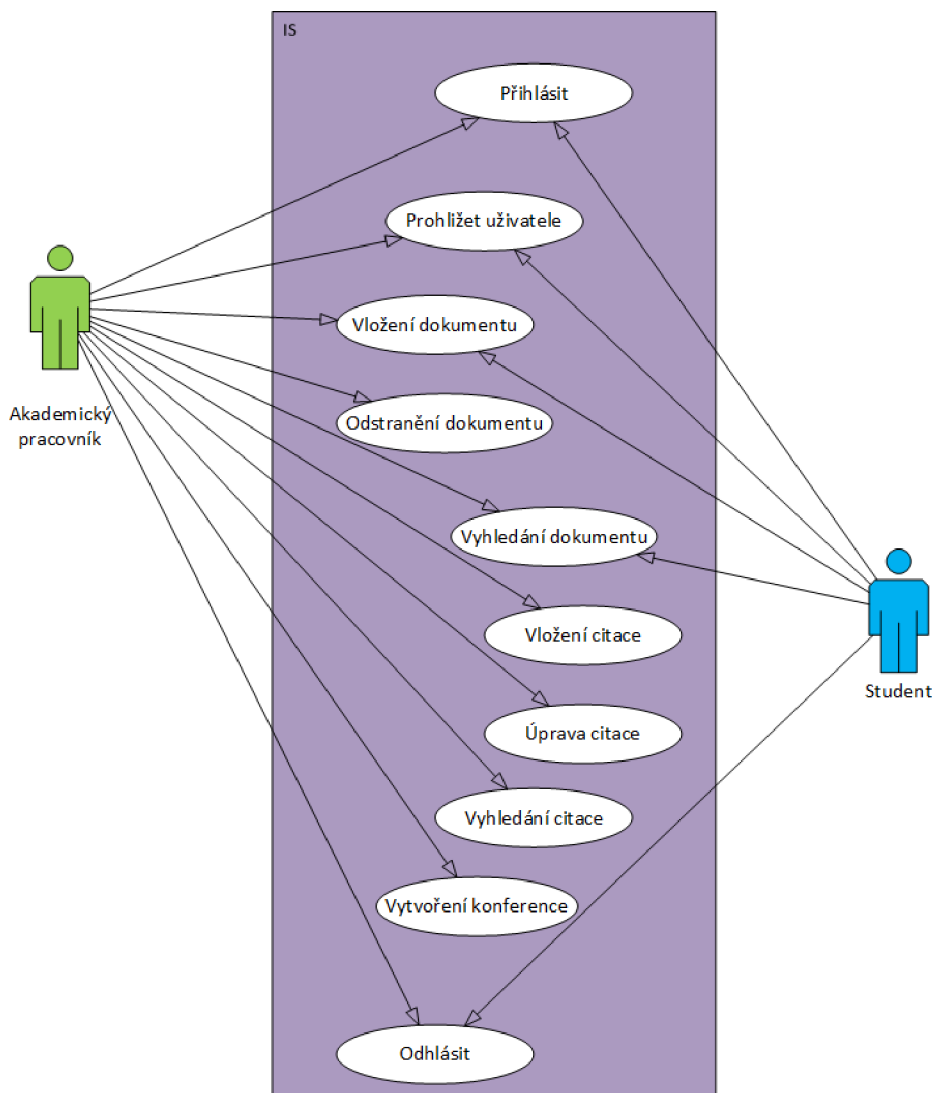 IS
Přihlásit
Prohlížet uživatele
Vložení dokumentu
Akademický
pracovník
Odstranění dokumentu
Vyhledání dokumentu
Vložení citace
Student
Úprava citace
Vyhledání citace
Vytvoření konference
Odhlásit